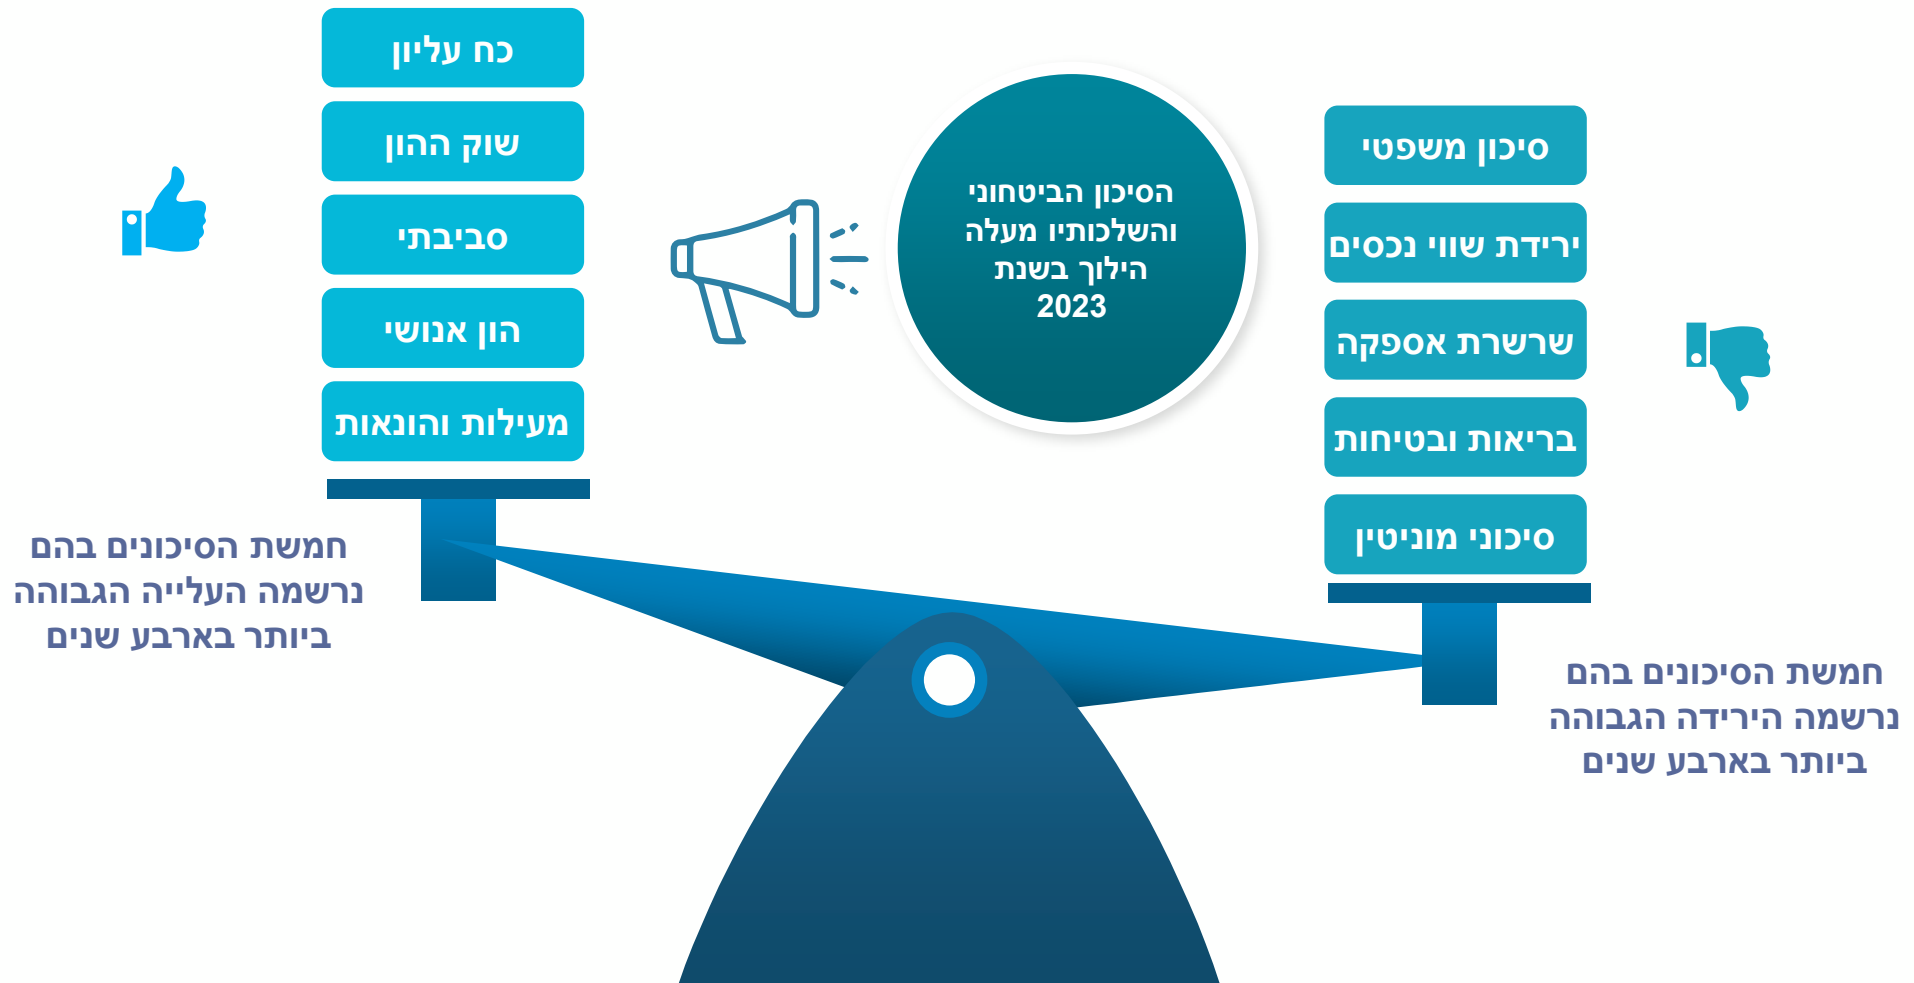 כח עליון
שוק ההון
סביבתי
הון אנושי
מעילות והונאות
חמשת הסיכונים בהם
נרשמה העלייה הגבוהה
ביותר בארבע שנים
הסיכון הביטחוני
והשלכותיו מעלה
הילוך בשנת
2023
סיכון משפטי
ירידת שווי נכסים
שרשרת אספקה
בריאות ובטיחות
סיכוני מוניטין
חמשת הסיכונים בהם
נרשמה הירידה הגבוהה
ביותר בארבע שנים